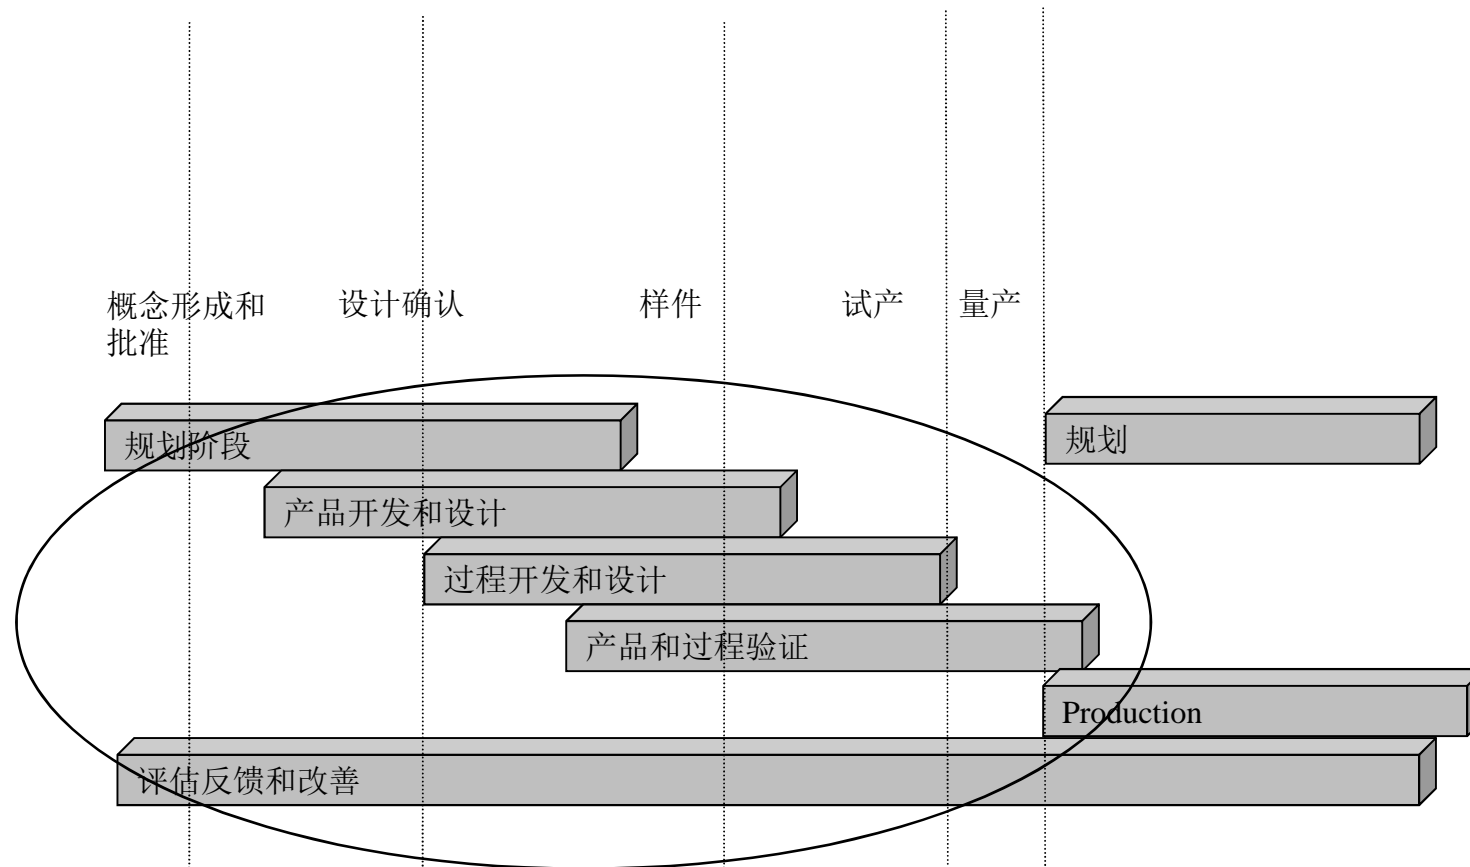 概念形成和
批准
设计确认
样件
试产
量产
规划阶段
规划
产品开发和设计
过程开发和设计
产品和过程验证
Production
评估反馈和改善